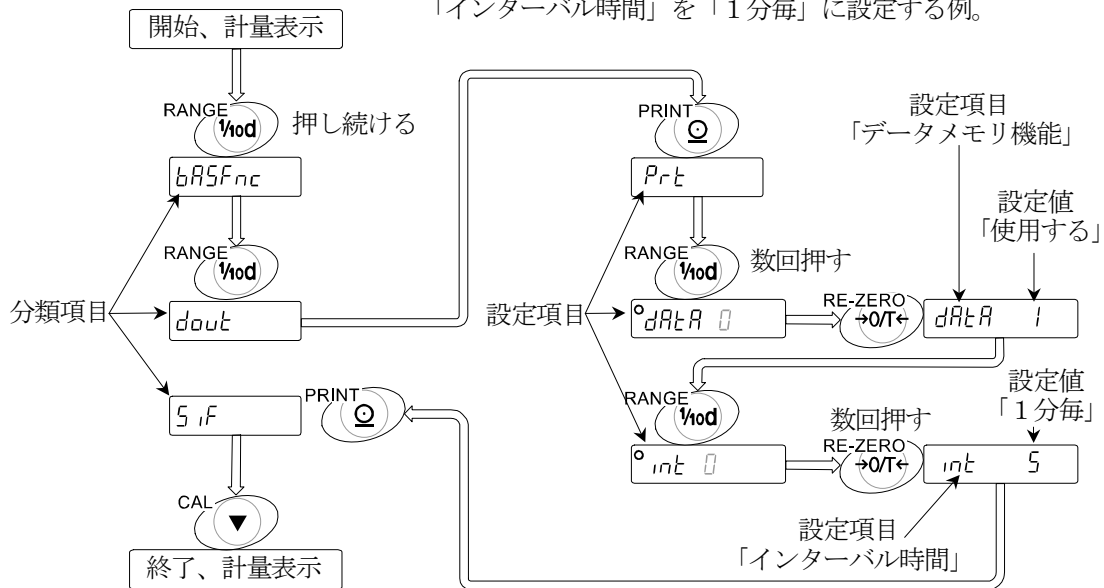 「インターバル時間」を「１分毎」に設定する例。
開始、計量表示
RANGE
1/10d
押し続ける
bASFnc
RANGE
1/10d
分類項目
dout
PRINT
Prt
RANGE
1/10d
数回押す
設定項目
「データメモリ機能」
設定値
「使用する」
設定項目
dAtA 0
RE-ZERO
→0/T←
dAtA 1
RANGE
1/10d
int 0
数回押す
RE-ZERO
→0/T←
設定値
「１分毎」
int 5
設定項目
「インターバル時間」
SiF
PRINT
CAL
終了、計量表示